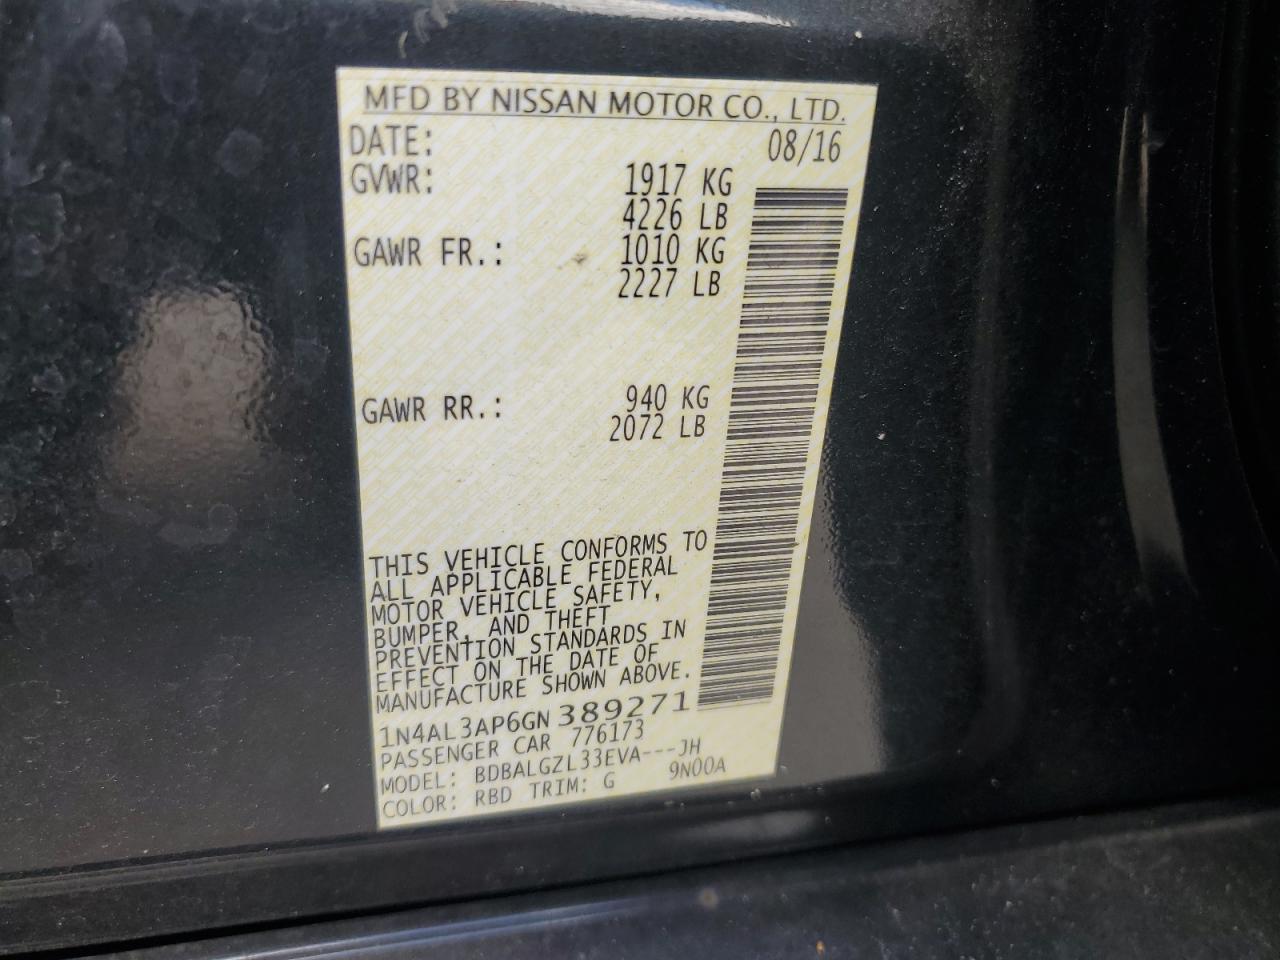 MFD BY NISSAN MOTOR CO., LTD.
DATE: 08/16
GVWR: 1917 KG
4226 LB
GAWR FR.: 1010 KG
2227 LB
GAWR RR.: 940 KG
2072 LB
THIS VEHICLE CONFORMS TO
ALL APPLICABLE FEDERAL
MOTOR VEHICLE SAFETY,
BUMPER, AND THEFT
PREVENTION STANDARDS IN
EFFECT ON THE DATE OF
MANUFACTURE SHOWN ABOVE.
1N4AL3AP6GN389271
PASSENGER CAR 776173
MODEL: BDBALGZL33EVA---JH
COLOR: RBD TRIM: G 9N00A